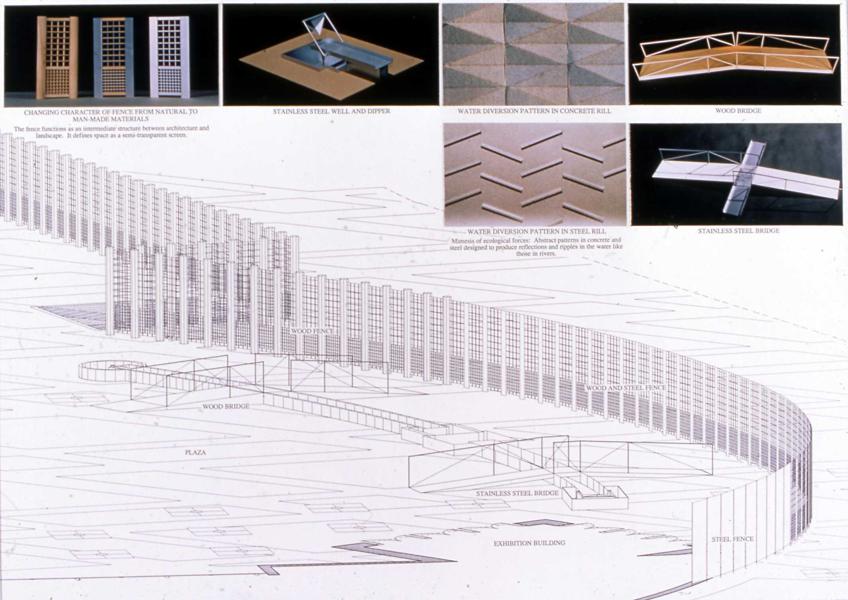 CHANGING CHARACTER OF FENCE FROM NATURAL TO
MAN-MADE MATERIALS
The fence functions as an intermediate structure between architecture and
landscape. It defines space as a semi-transparent screen.
STAINLESS STEEL WELL AND DIPPER
WATER DIVERSION PATTERN IN CONCRETE RILL
WOOD BRIDGE
WATER DIVERSION PATTERN IN STEEL RILL
Mimesis of ecological forces: Abstract patterns in concrete and
steel designed to produce reflections and ripples in the water like
those in rivers.
STAINLESS STEEL BRIDGE
WOOD FENCE
WOOD AND STEEL FENCE
WOOD BRIDGE
PLAZA
STAINLESS STEEL BRIDGE
EXHIBITION BUILDING
STEEL FENCE